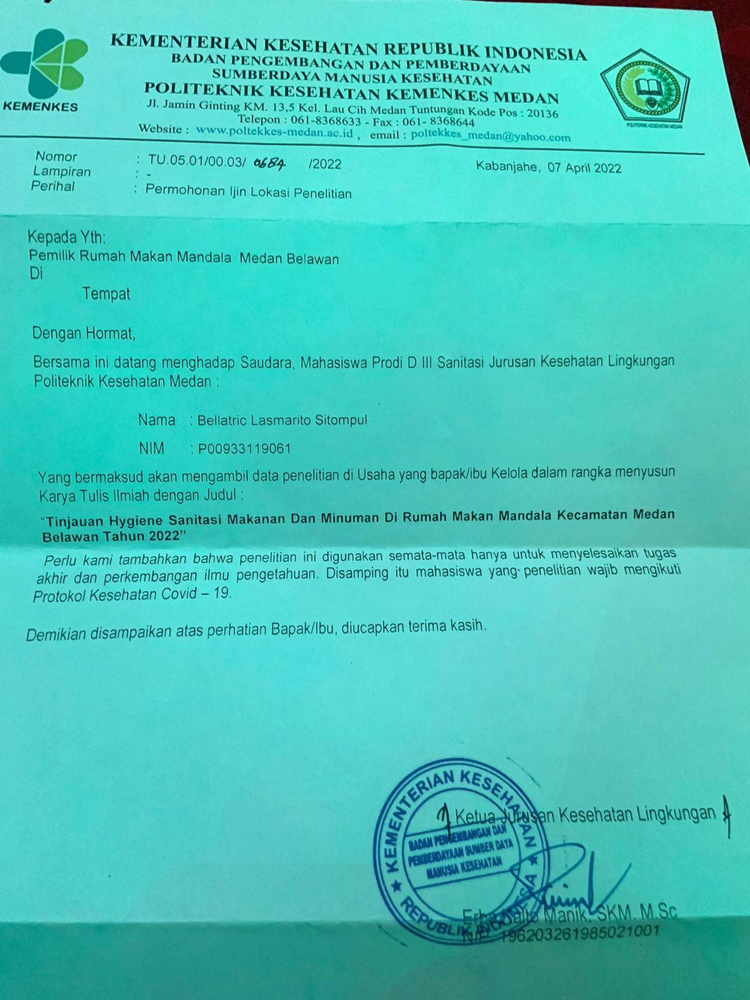 KEMENTERIAN KESEHATAN REPUBLIK INDONESIA
BADAN PENGEMBANGAN DAN PEMBERDAYAAN
SUMBERDAYA MANUSIA KESEHATAN
POLITEKNIK KESEHATAN KEMENKES MEDAN
Jl. Jamin Ginting KM. 13,5 Kel. Lau Cih Medan Tuntungan Kode Pos : 20136
Telepon : 061-8368633 - Fax : 061- 8368644
Website : www.poltekkes-medan.ac.id , email : poltekkes_medan@yahoo.com
KEMENKES
POLITEKNIK KESEHATAN MEDAN
Nomor : TU.05.01/00.03/ 0684 /2022
Kabanjahe, 07 April 2022
Lampiran : -
Perihal : Permohonan Ijin Lokasi Penelitian
Kepada Yth:
Pemilik Rumah Makan Mandala Medan Belawan
Di
Tempat
Dengan Hormat,
Bersama ini datang menghadap Saudara, Mahasiswa Prodi D III Sanitasi Jurusan Kesehatan Lingkungan
Politeknik Kesehatan Medan :
Nama : Bellatric Lasmarito Sitompul
NIM : P00933119061
Yang bermaksud akan mengambil data penelitian di Usaha yang bapak/ibu Kelola dalam rangka menyusun
Karya Tulis Ilmiah dengan Judul :
“Tinjauan Hygiene Sanitasi Makanan Dan Minuman Di Rumah Makan Mandala Kecamatan Medan
Belawan Tahun 2022”
Perlu kami tambahkan bahwa penelitian ini digunakan semata-mata hanya untuk menyelesaikan tugas
akhir dan perkembangan ilmu pengetahuan. Disamping itu mahasiswa yang penelitian wajib mengikuti
Protokol Kesehatan Covid – 19.
Demikian disampaikan atas perhatian Bapak/Ibu, diucapkan terima kasih.
Ketua Jurusan Kesehatan Lingkungan
KEMENTERIAN KESEHATAN
BADAN PENGEMBANGAN DAN
PEMBERDAYAAN SUMBER DAYA
MANUSIA KESEHATAN
REPUBLIK INDONESIA
Manik, SKM. M.Sc
NIP. 196203261985021001